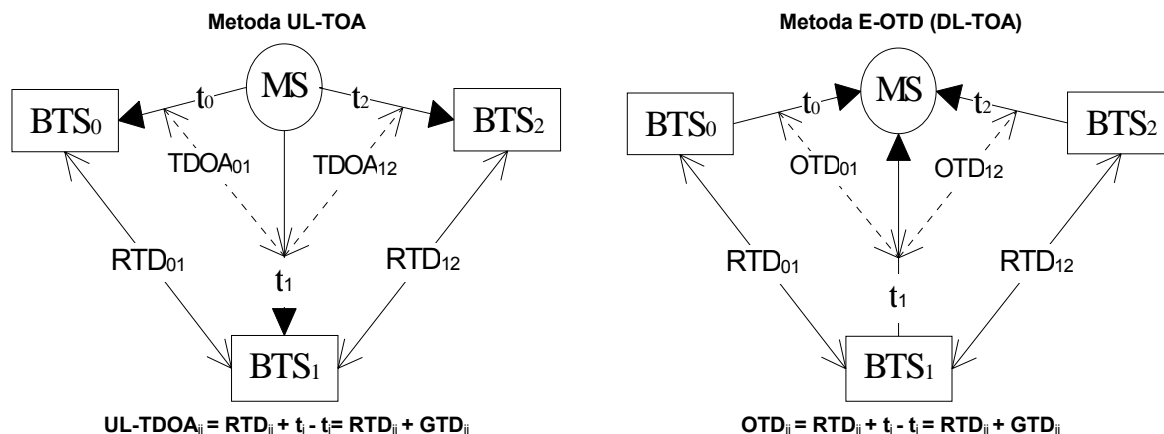 Metoda UL-TOA
MS
t0
t2
BTS0
BTS2
TDOA01
TDOA12
RTD01
RTD12
t1
BTS1
UL-TDOAij = RTDij + ti - tj= RTDij + GTDij
Metoda E-OTD (DL-TOA)
MS
t0
t2
BTS0
BTS2
OTD01
OTD12
RTD01
RTD12
t1
BTS1
OTDij = RTDij + ti - tj = RTDij + GTDij